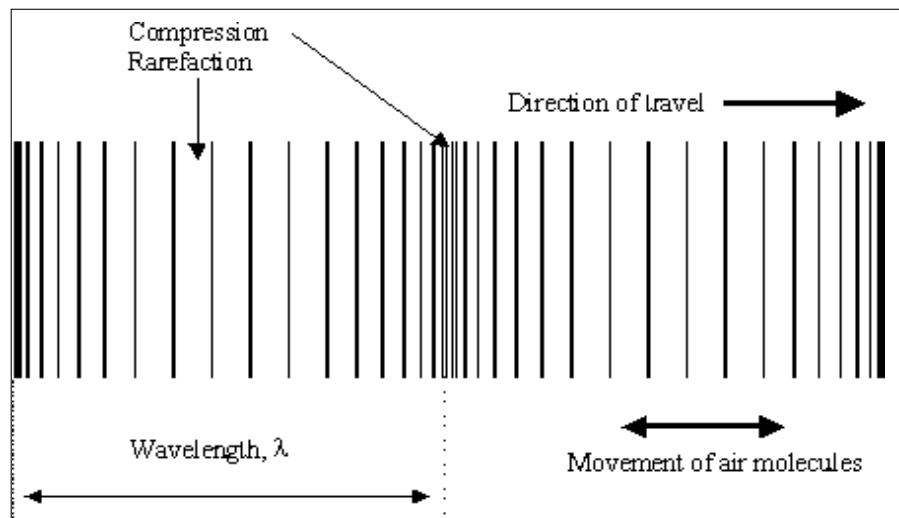 Compression
Rarefaction
Direction of travel
Wavelength, λ
Movement of air molecules